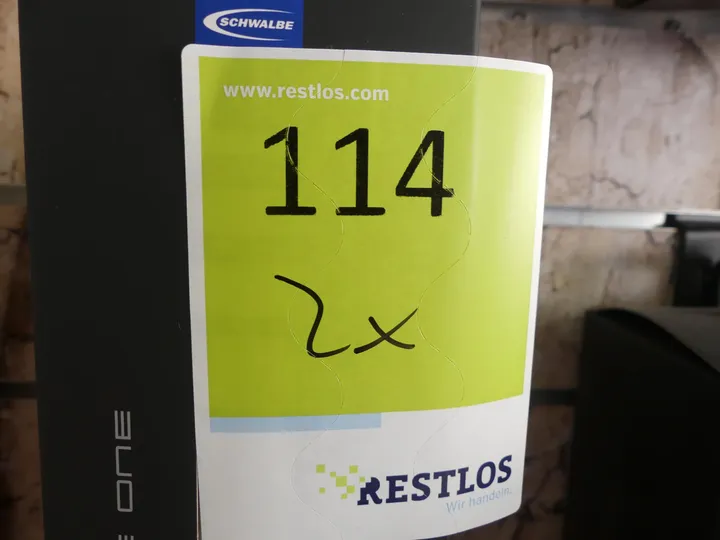 SCHWALBE
www.restlos.com
114
2x
RESTLOS
Wir handeln.
ONE